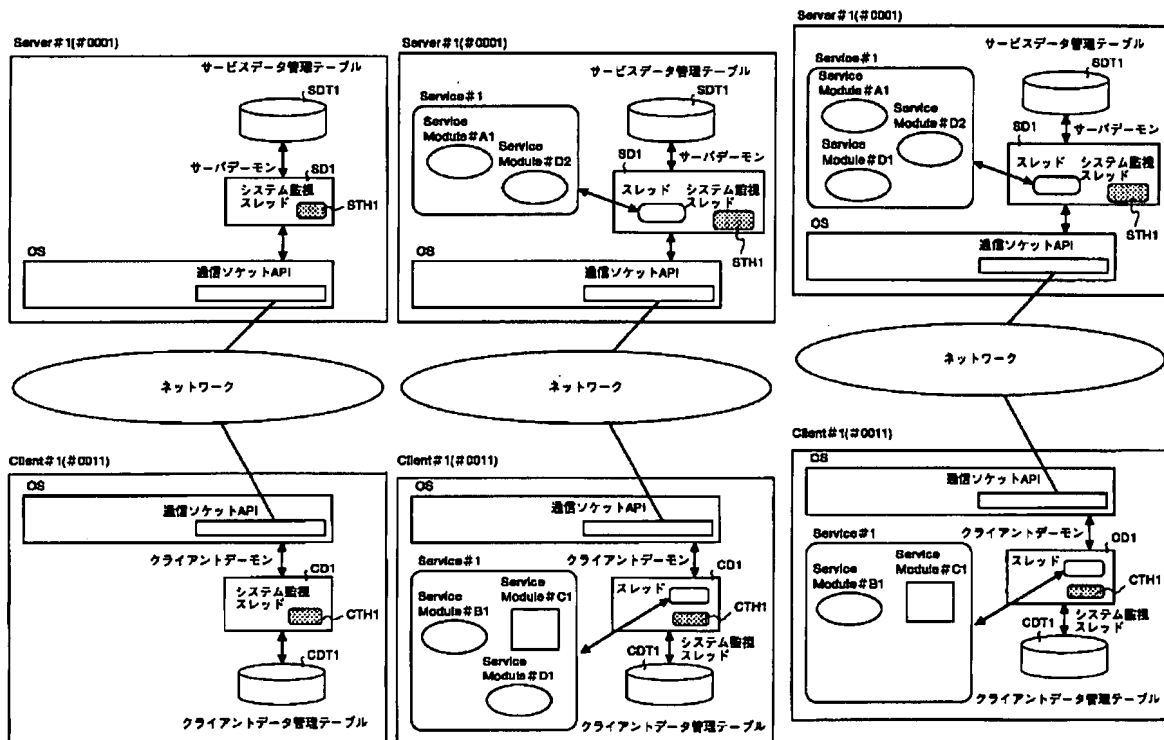 Server#1(#0001)
サービスデータ管理テーブル
SDT1
サーバデーモン
SD1
システム監視
スレッド
STH1
OS
通信ソケットAPI
ネットワーク
Client#1(#0011)
OS
通信ソケットAPI
クライアントデーモン
CD1
システム監視
スレッド
CTH1
CDT1
クライアントデータ管理テーブル
Server#1(#0001)
サービスデータ管理テーブル
SDT1
Service#1
Service
Module#A1
Service
Module#D2
サーバデーモン
SD1
スレッド
システム監視
スレッド
STH1
OS
通信ソケットAPI
ネットワーク
Client#1(#0011)
OS
通信ソケットAPI
クライアントデーモン
Service#1
CD1
Service
Module#B1
Service
Module#C1
スレッド
CTH1
システム監視
スレッド
Service
Module#D1
CDT1
クライアントデータ管理テーブル
Server#1(#0001)
サービスデータ管理テーブル
Service#1
SDT1
Service
Module#A1
Service
Module#D2
サーバデーモン
SD1
Service
Module#D1
スレッド
システム監視
スレッド
STH1
OS
通信ソケットAPI
ネットワーク
Client#1(#0011)
OS
通信ソケットAPI
クライアントデーモン
Service#1
CD1
Service
Module#B1
Service
Module#C1
スレッド
CTH1
システム監視
スレッド
CDT1
クライアントデータ管理テーブル